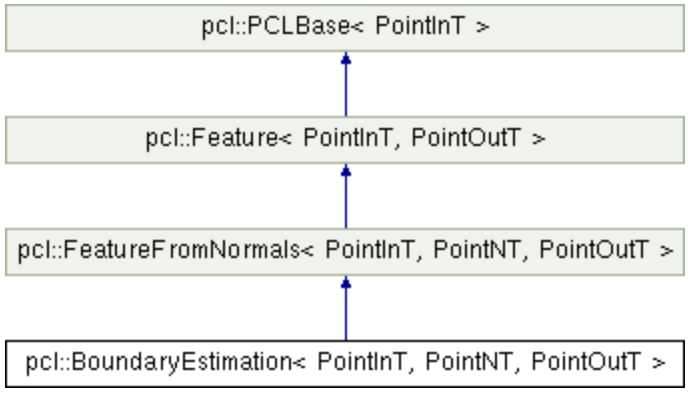 pcl::PCLBase< PointInT >
pcl::Feature< PointInT, PointOutT >
pcl::FeatureFromNormals< PointInT, PointNT, PointOutT >
pcl::BoundaryEstimation< PointInT, PointNT, PointOutT >